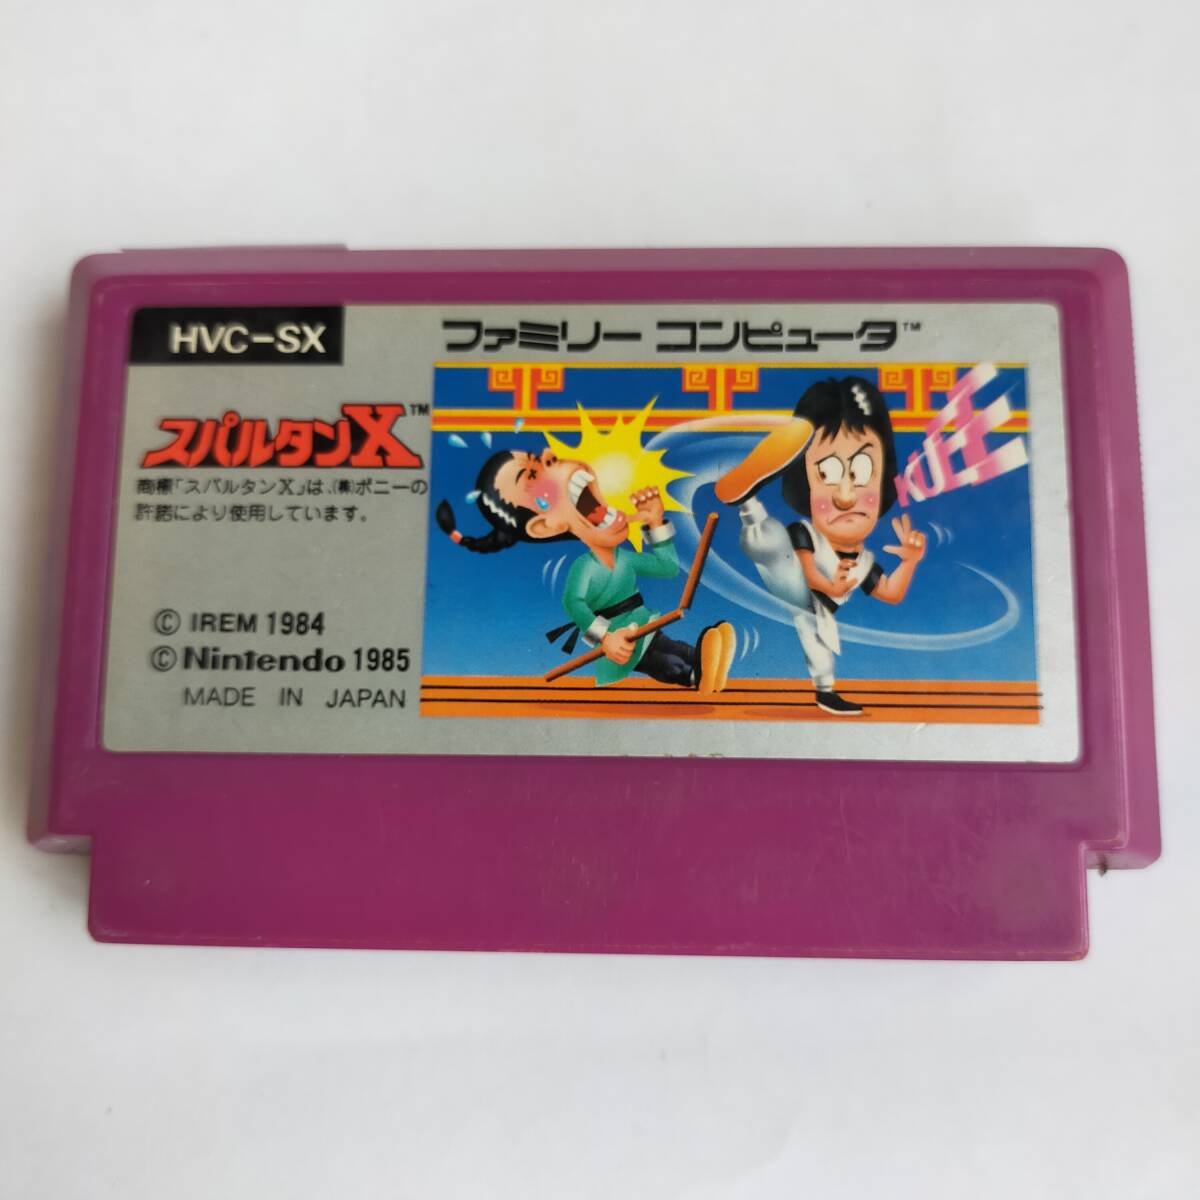 HVC-SX
ファミリー コンピュータ™
スパルタンX™
商標「スパルタンX」は、(株)ポニーの
許諾により使用しています。
© IREM 1984
© Nintendo 1985
MADE IN JAPAN